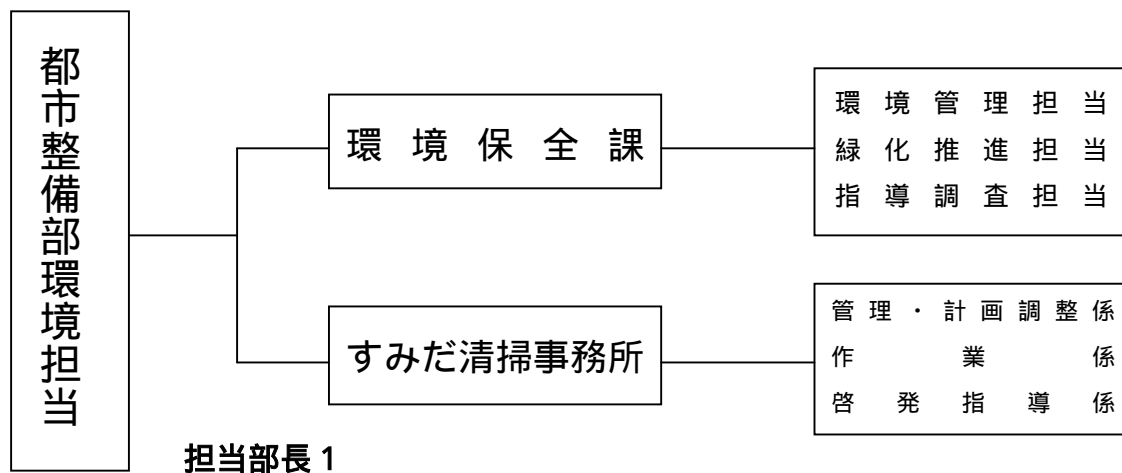 都市整備部環境担当
環境保全課
環境管理担当
緑化推進担当
指導調査担当
すみだ清掃事務所
管理・計画調整係
作業係
啓発指導係
担当部長 1